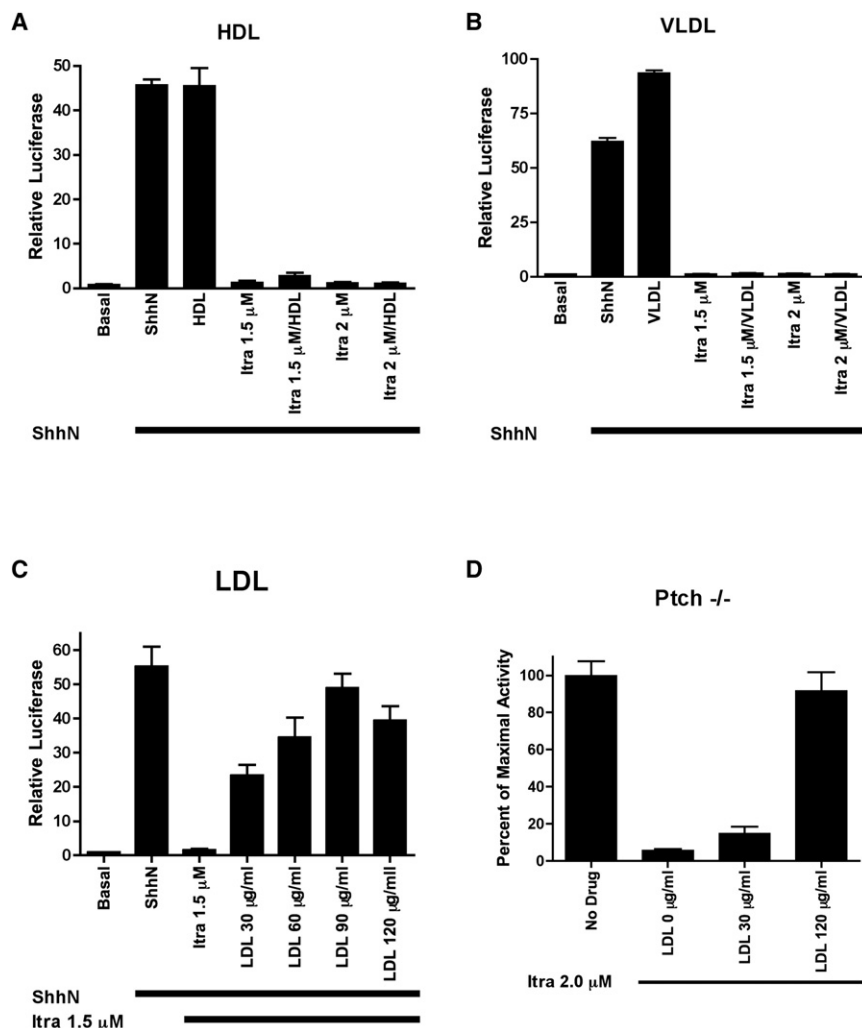 A
HDL
Relative Luciferase
50
40
30
20
10
0
Basal
ShhN
HDL
Itra 1.5 µM
Itra 1.5 µM/HDL
Itra 2 µM
Itra 2 µM/HDL
ShhN
B
VLDL
Relative Luciferase
100
75
50
25
0
Basal
ShhN
VLDL
Itra 1.5 µM
Itra 1.5 µM/VLDL
Itra 2 µM
Itra 2 µM/VLDL
ShhN
C
LDL
Relative Luciferase
60
50
40
30
20
10
0
Basal
ShhN
Itra 1.5 µM
LDL 30 µg/ml
LDL 60 µg/ml
LDL 90 µg/ml
LDL 120 µg/mll
ShhN
Itra 1.5 µM
D
Ptch -/-
Percent of Maximal Activity
100
80
60
40
20
0
No Drug
LDL 0 µg/ml
LDL 30 µg/ml
LDL 120 µg/ml
Itra 2.0 µM